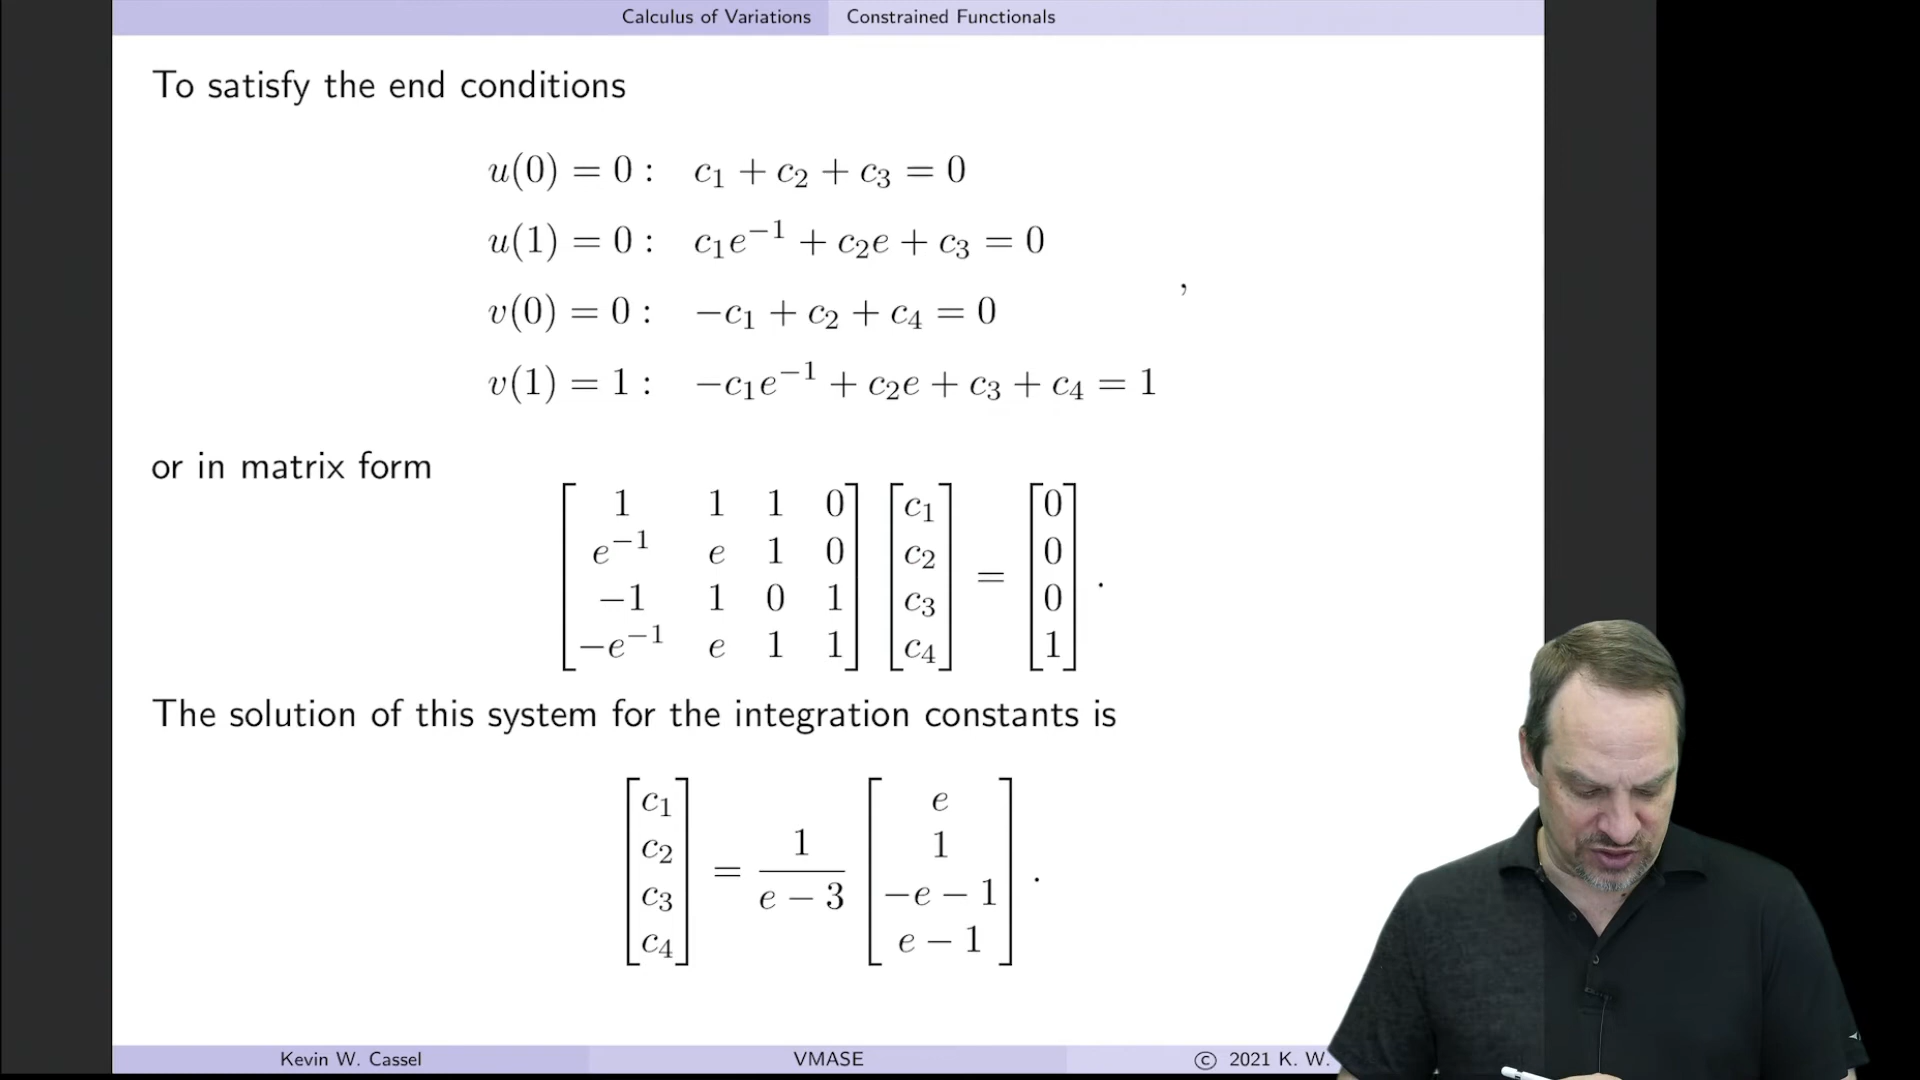 Calculus of Variations Constrained Functionals
To satisfy the end conditions
u(0) = 0 : c₁ + c₂ + c₃ = 0
u(1) = 0 : c₁e⁻¹ + c₂e + c₃ = 0
v(0) = 0 : −c₁ + c₂ + c₄ = 0
,
v(1) = 1 : −c₁e⁻¹ + c₂e + c₃ + c₄ = 1
or in matrix form
[1 1 1 0] [c₁] [0]
[e⁻¹ e 1 0] [c₂] [0]
[−1 1 0 1] [c₃] = [0] .
[−e⁻¹ e 1 1] [c₄] [1]
The solution of this system for the integration constants is
[c₁] [e]
[c₂] 1 [1]
[c₃] = ――― [−e − 1] .
[c₄] e − 3 [e − 1]
Kevin W. Cassel VMASE © 2021 K. W.